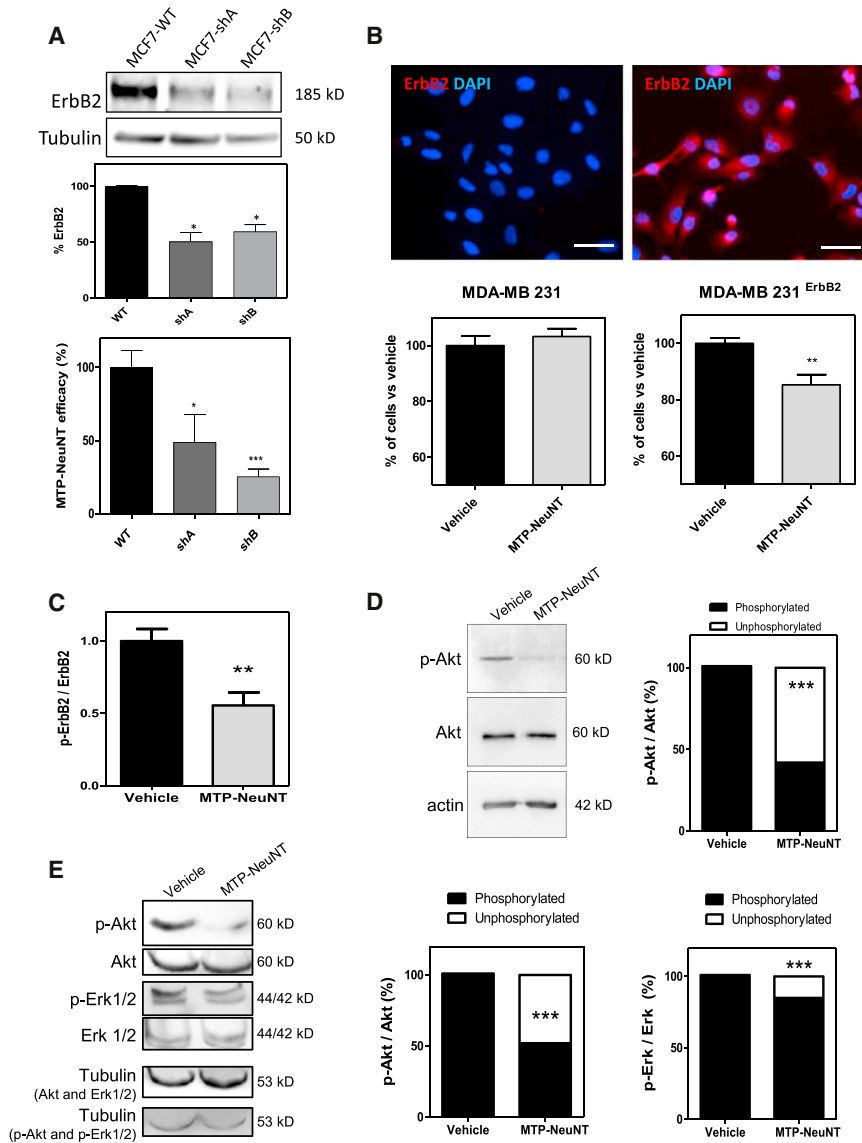 A
MCF7-WT
MCF7-shA
MCF7-shB
ErbB2
185 kD
Tubulin
50 kD
% ErbB2
100
50
0
WT
shA
shB
*
*
MTP-NeuNT efficacy (%)
100
50
0
WT
shA
shB
*
***
B
ErbB2 DAPI
ErbB2 DAPI
MDA-MB 231
% of cells vs vehicle
100
80
60
Vehicle
MTP-NeuNT
MDA-MB 231 ErbB2
% of cells vs vehicle
100
80
60
**
Vehicle
MTP-NeuNT
C
p-ErbB2 / ErbB2
1.0
0.5
0.0
**
Vehicle
MTP-NeuNT
D
Vehicle
MTP-NeuNT
p-Akt
60 kD
Akt
60 kD
actin
42 kD
Phosphorylated
Unphosphorylated
p-Akt / Akt (%)
100
50
0
***
Vehicle
MTP-NeuNT
E
Vehicle
MTP-NeuNT
p-Akt
60 kD
Akt
60 kD
p-Erk1/2
44/42 kD
Erk 1/2
44/42 kD
Tubulin
(Akt and Erk1/2)
53 kD
Tubulin
(p-Akt and p-Erk1/2)
53 kD
Phosphorylated
Unphosphorylated
p-Akt / Akt (%)
100
50
0
***
Vehicle
MTP-NeuNT
Phosphorylated
Unphosphorylated
p-Erk / Erk (%)
100
50
0
***
Vehicle
MTP-NeuNT